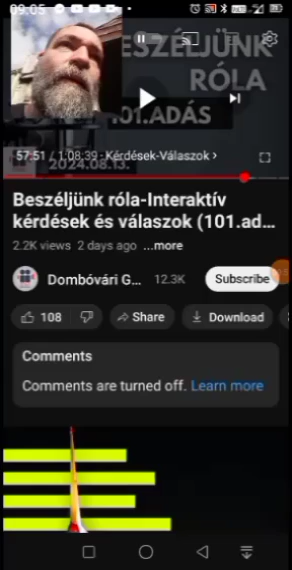 09:05
BESZÉLJÜNK
RÓLA
101.ADÁS
57:51 / 1:08:39 · Kérdések-Válaszok ›
2024.08.13.
Beszéljünk róla-Interaktív
kérdések és válaszok (101.ad...
2.2K views 2 days ago ...more
Dombóvári G... 12.3K Subscribe
108 Share Download
Comments
Comments are turned off. Learn more